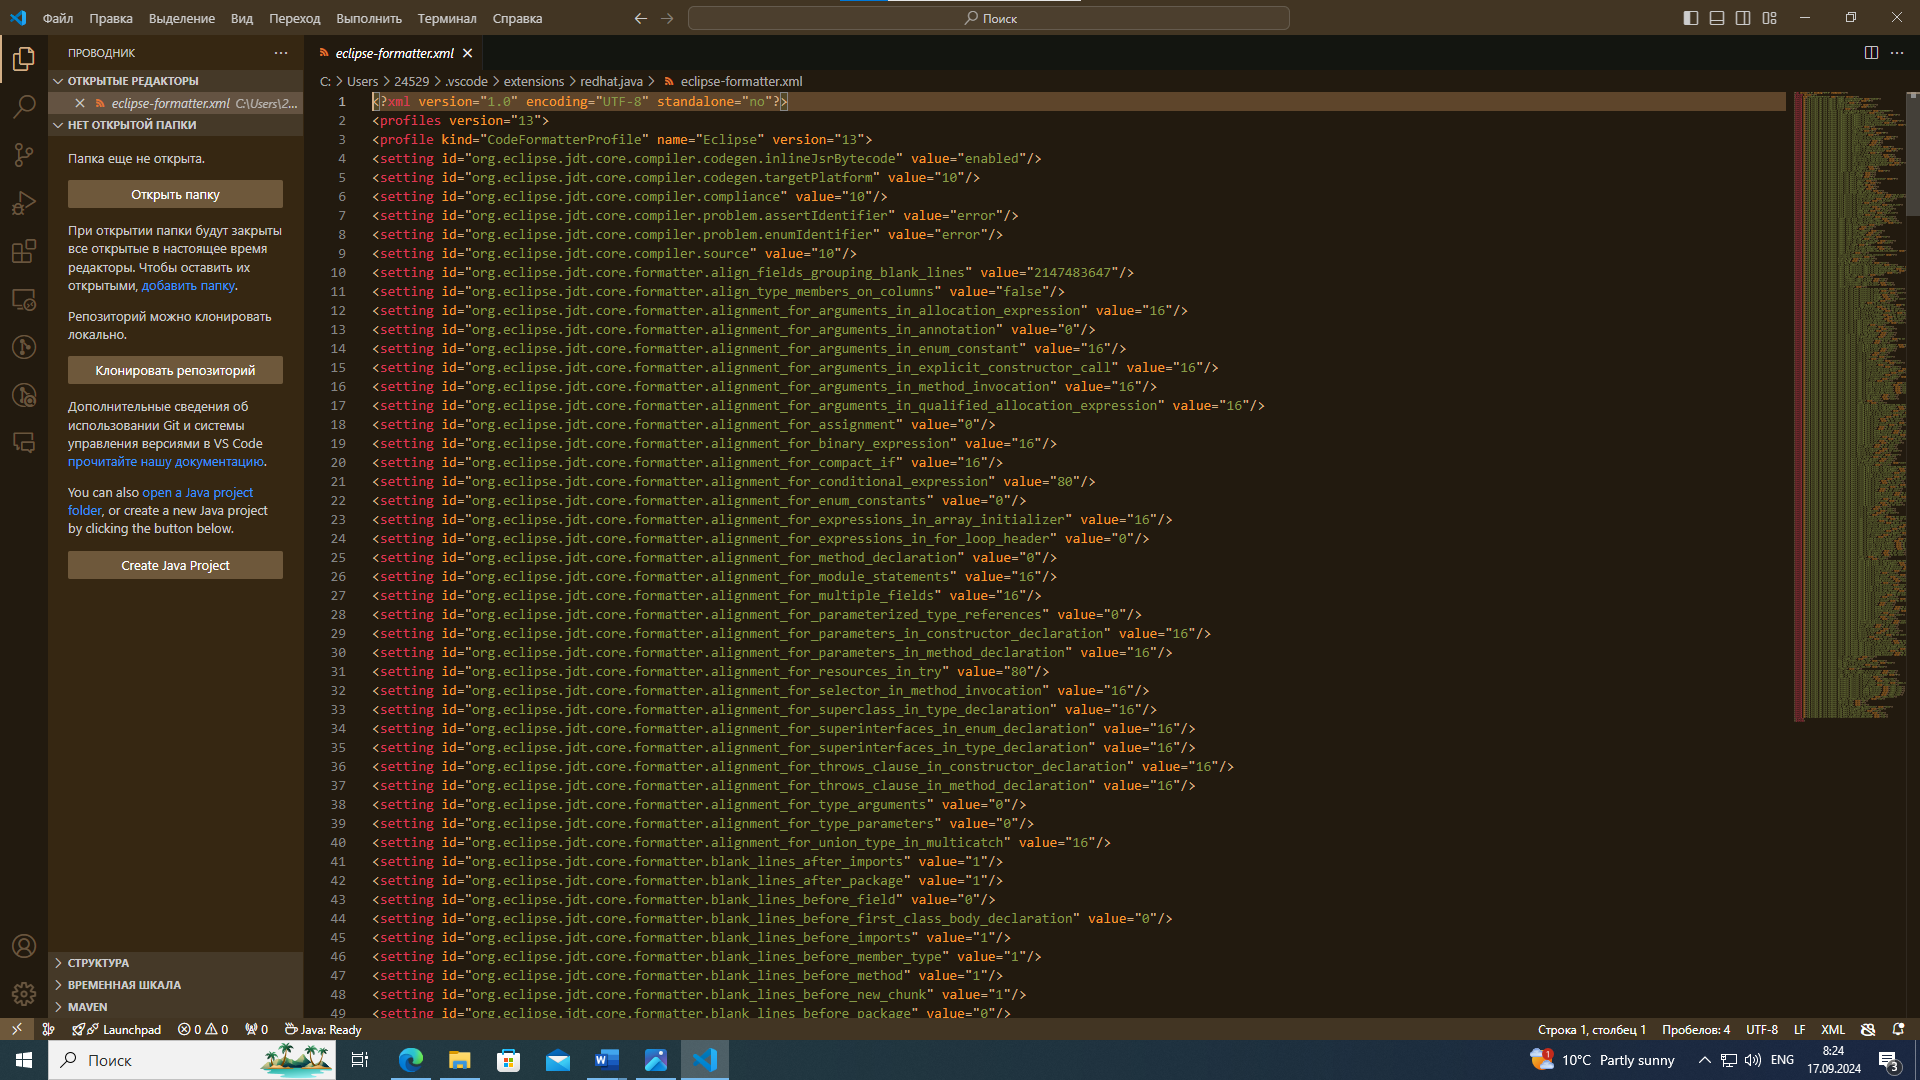 Файл Правка Выделение Вид Переход Выполнить Терминал Справка
Поиск
ПРОВОДНИК
ОТКРЫТЫЕ РЕДАКТОРЫ
eclipse-formatter.xml C:\Users\2...
НЕТ ОТКРЫТОЙ ПАПКИ
Папка еще не открыта.
Открыть папку
При открытии папки будут закрыты
все открытые в настоящее время
редакторы. Чтобы оставить их
открытыми, добавить папку.
Репозиторий можно клонировать
локально.
Клонировать репозиторий
Дополнительные сведения об
использовании Git и системы
управления версиями в VS Code
прочитайте нашу документацию.
You can also open a Java project
folder, or create a new Java project
by clicking the button below.
Create Java Project
СТРУКТУРА
ВРЕМЕННАЯ ШКАЛА
MAVEN
eclipse-formatter.xml
C: > Users > 24529 > .vscode > extensions > redhat.java > eclipse-formatter.xml
1 <?xml version="1.0" encoding="UTF-8" standalone="no"?>
2 <profiles version="13">
3 <profile kind="CodeFormatterProfile" name="Eclipse" version="13">
4 <setting id="org.eclipse.jdt.core.compiler.codegen.inlineJsrBytecode" value="enabled"/>
5 <setting id="org.eclipse.jdt.core.compiler.codegen.targetPlatform" value="10"/>
6 <setting id="org.eclipse.jdt.core.compiler.compliance" value="10"/>
7 <setting id="org.eclipse.jdt.core.compiler.problem.assertIdentifier" value="error"/>
8 <setting id="org.eclipse.jdt.core.compiler.problem.enumIdentifier" value="error"/>
9 <setting id="org.eclipse.jdt.core.compiler.source" value="10"/>
10 <setting id="org.eclipse.jdt.core.formatter.align_fields_grouping_blank_lines" value="2147483647"/>
11 <setting id="org.eclipse.jdt.core.formatter.align_type_members_on_columns" value="false"/>
12 <setting id="org.eclipse.jdt.core.formatter.alignment_for_arguments_in_allocation_expression" value="16"/>
13 <setting id="org.eclipse.jdt.core.formatter.alignment_for_arguments_in_annotation" value="0"/>
14 <setting id="org.eclipse.jdt.core.formatter.alignment_for_arguments_in_enum_constant" value="16"/>
15 <setting id="org.eclipse.jdt.core.formatter.alignment_for_arguments_in_explicit_constructor_call" value="16"/>
16 <setting id="org.eclipse.jdt.core.formatter.alignment_for_arguments_in_method_invocation" value="16"/>
17 <setting id="org.eclipse.jdt.core.formatter.alignment_for_arguments_in_qualified_allocation_expression" value="16"/>
18 <setting id="org.eclipse.jdt.core.formatter.alignment_for_assignment" value="0"/>
19 <setting id="org.eclipse.jdt.core.formatter.alignment_for_binary_expression" value="16"/>
20 <setting id="org.eclipse.jdt.core.formatter.alignment_for_compact_if" value="16"/>
21 <setting id="org.eclipse.jdt.core.formatter.alignment_for_conditional_expression" value="80"/>
22 <setting id="org.eclipse.jdt.core.formatter.alignment_for_enum_constants" value="0"/>
23 <setting id="org.eclipse.jdt.core.formatter.alignment_for_expressions_in_array_initializer" value="16"/>
24 <setting id="org.eclipse.jdt.core.formatter.alignment_for_expressions_in_for_loop_header" value="0"/>
25 <setting id="org.eclipse.jdt.core.formatter.alignment_for_method_declaration" value="0"/>
26 <setting id="org.eclipse.jdt.core.formatter.alignment_for_module_statements" value="16"/>
27 <setting id="org.eclipse.jdt.core.formatter.alignment_for_multiple_fields" value="16"/>
28 <setting id="org.eclipse.jdt.core.formatter.alignment_for_parameterized_type_references" value="0"/>
29 <setting id="org.eclipse.jdt.core.formatter.alignment_for_parameters_in_constructor_declaration" value="16"/>
30 <setting id="org.eclipse.jdt.core.formatter.alignment_for_parameters_in_method_declaration" value="16"/>
31 <setting id="org.eclipse.jdt.core.formatter.alignment_for_resources_in_try" value="80"/>
32 <setting id="org.eclipse.jdt.core.formatter.alignment_for_selector_in_method_invocation" value="16"/>
33 <setting id="org.eclipse.jdt.core.formatter.alignment_for_superclass_in_type_declaration" value="16"/>
34 <setting id="org.eclipse.jdt.core.formatter.alignment_for_superinterfaces_in_enum_declaration" value="16"/>
35 <setting id="org.eclipse.jdt.core.formatter.alignment_for_superinterfaces_in_type_declaration" value="16"/>
36 <setting id="org.eclipse.jdt.core.formatter.alignment_for_throws_clause_in_constructor_declaration" value="16"/>
37 <setting id="org.eclipse.jdt.core.formatter.alignment_for_throws_clause_in_method_declaration" value="16"/>
38 <setting id="org.eclipse.jdt.core.formatter.alignment_for_type_arguments" value="0"/>
39 <setting id="org.eclipse.jdt.core.formatter.alignment_for_type_parameters" value="0"/>
40 <setting id="org.eclipse.jdt.core.formatter.alignment_for_union_type_in_multicatch" value="16"/>
41 <setting id="org.eclipse.jdt.core.formatter.blank_lines_after_imports" value="1"/>
42 <setting id="org.eclipse.jdt.core.formatter.blank_lines_after_package" value="1"/>
43 <setting id="org.eclipse.jdt.core.formatter.blank_lines_before_field" value="0"/>
44 <setting id="org.eclipse.jdt.core.formatter.blank_lines_before_first_class_body_declaration" value="0"/>
45 <setting id="org.eclipse.jdt.core.formatter.blank_lines_before_imports" value="1"/>
46 <setting id="org.eclipse.jdt.core.formatter.blank_lines_before_member_type" value="1"/>
47 <setting id="org.eclipse.jdt.core.formatter.blank_lines_before_method" value="1"/>
48 <setting id="org.eclipse.jdt.core.formatter.blank_lines_before_new_chunk" value="1"/>
49 <setting id="org.eclipse.jdt.core.formatter.blank_lines_before_package" value="0"/>
Launchpad 0 0 0 Java: Ready
Строка 1, столбец 1 Пробелов: 4 UTF-8 LF XML
Поиск
1 10°C Partly sunny ENG
8:24
17.09.2024
3